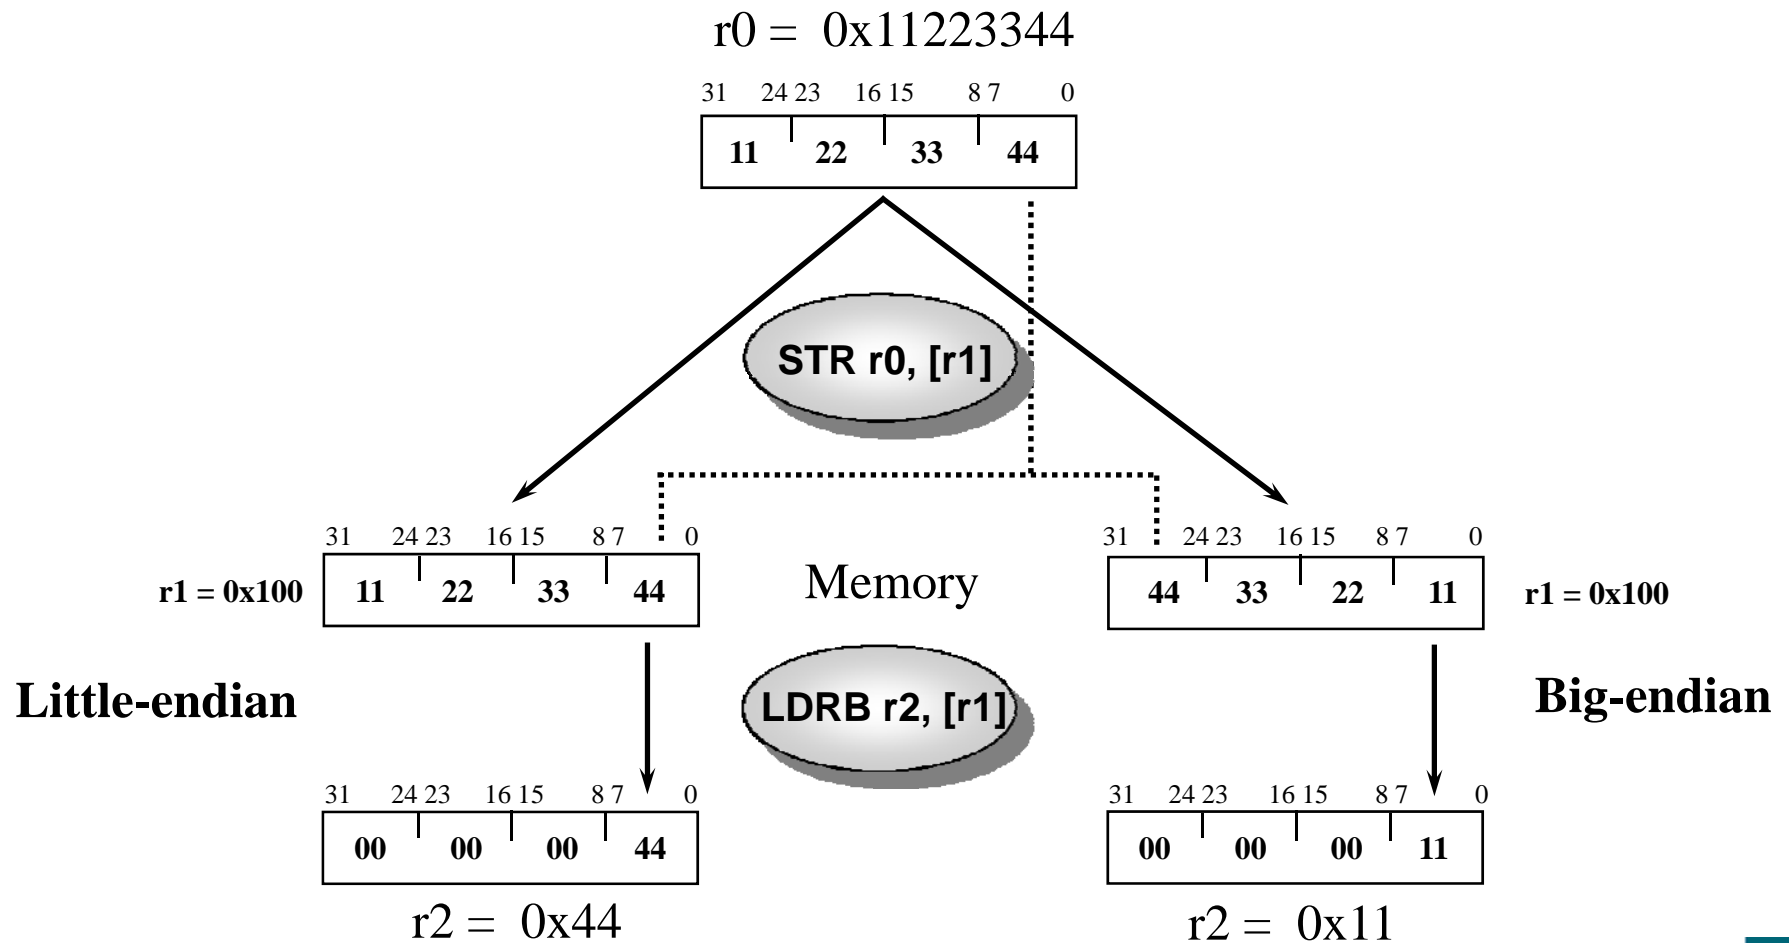 r0 = 0x11223344
31 24 23 16 15 8 7 0
11 22 33 44
STR r0, [r1]
31 24 23 16 15 8 7 0
r1 = 0x100 11 22 33 44
Memory
31 24 23 16 15 8 7 0
44 33 22 11 r1 = 0x100
Little-endian
LDRB r2, [r1]
Big-endian
31 24 23 16 15 8 7 0
00 00 00 44
r2 = 0x44
31 24 23 16 15 8 7 0
00 00 00 11
r2 = 0x11